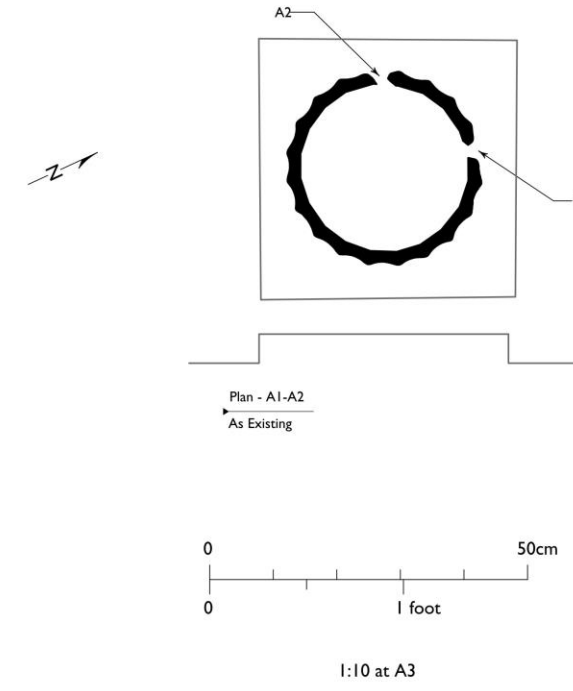 A2
N
Plan - A1-A2
As Existing
0 50cm
0 1 foot
1:10 at A3